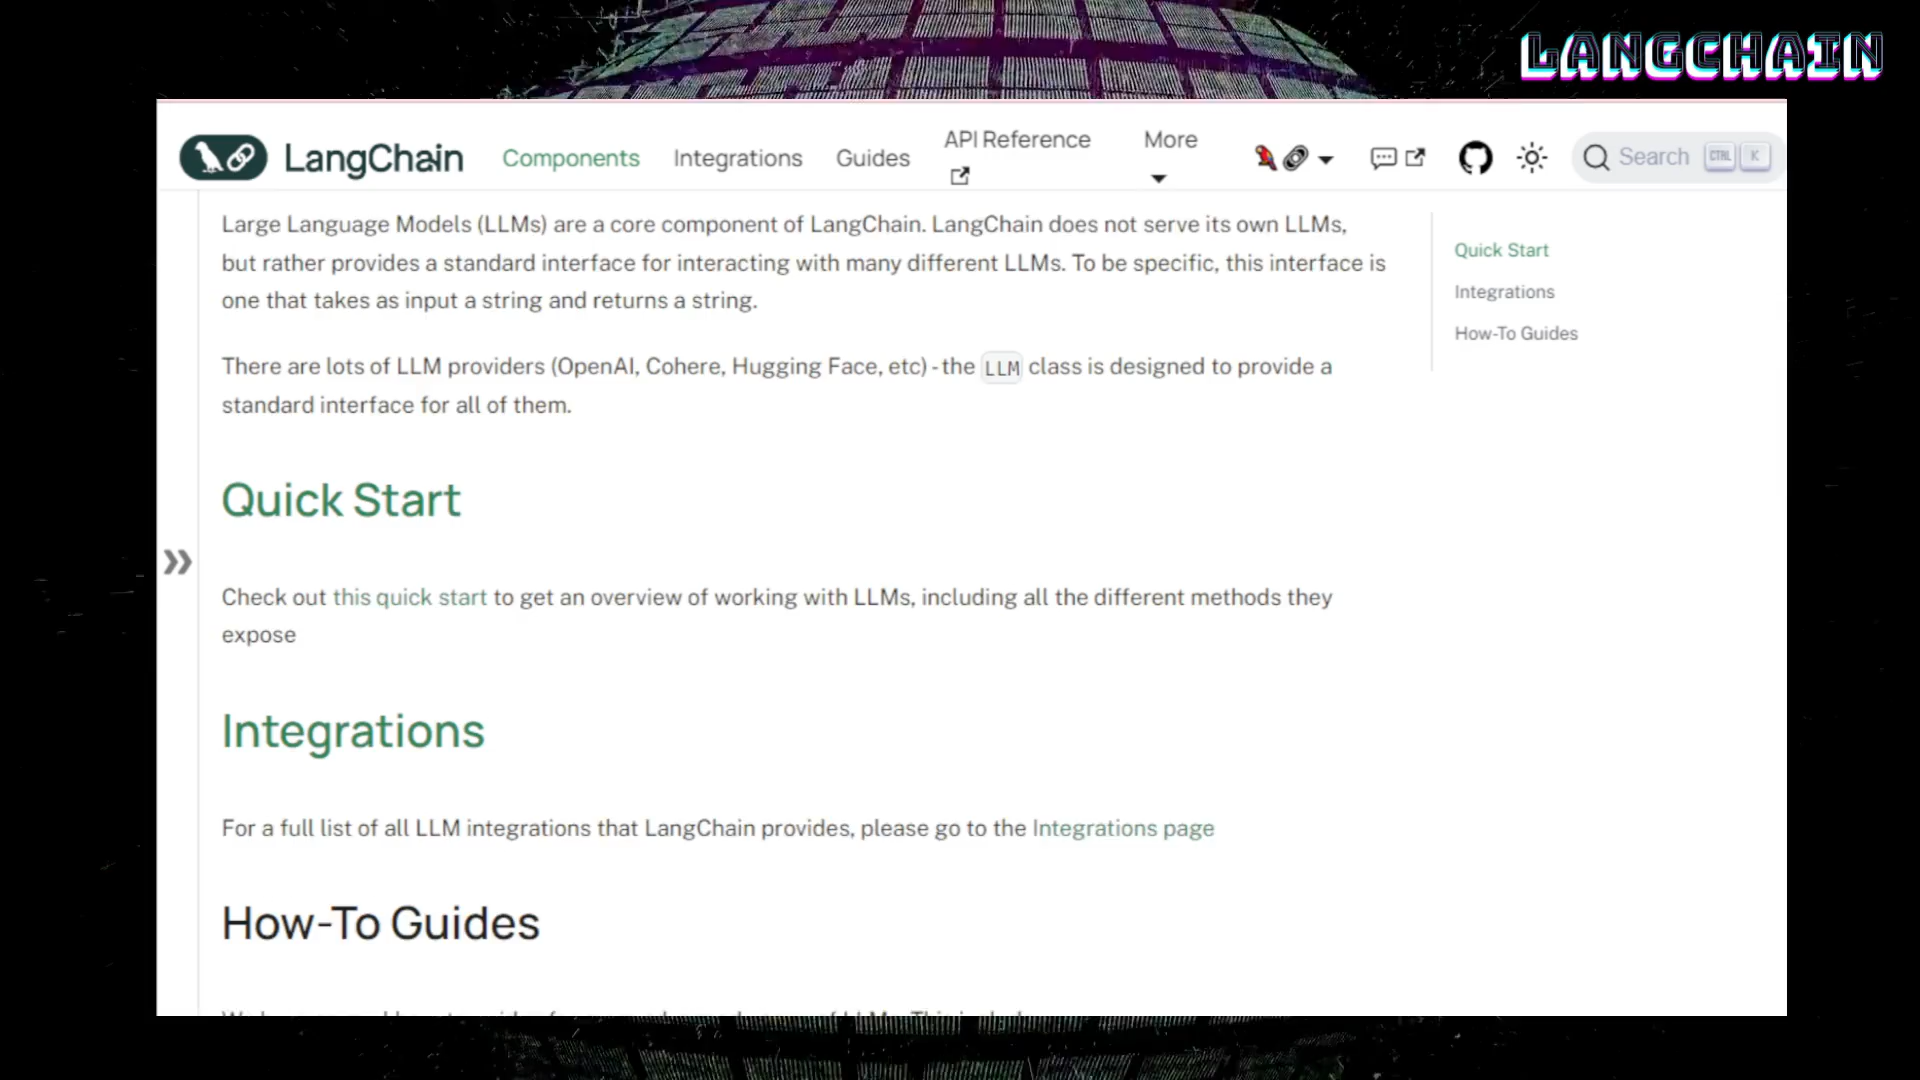 LANGCHAIN
LangChain
Components
Integrations
Guides
API Reference
More
Search
CTRL
K
Large Language Models (LLMs) are a core component of LangChain. LangChain does not serve its own LLMs,
but rather provides a standard interface for interacting with many different LLMs. To be specific, this interface is
one that takes as input a string and returns a string.
There are lots of LLM providers (OpenAI, Cohere, Hugging Face, etc) - the LLM class is designed to provide a
standard interface for all of them.
Quick Start
Check out this quick start to get an overview of working with LLMs, including all the different methods they
expose
Integrations
For a full list of all LLM integrations that LangChain provides, please go to the Integrations page
How-To Guides
Quick Start
Integrations
How-To Guides